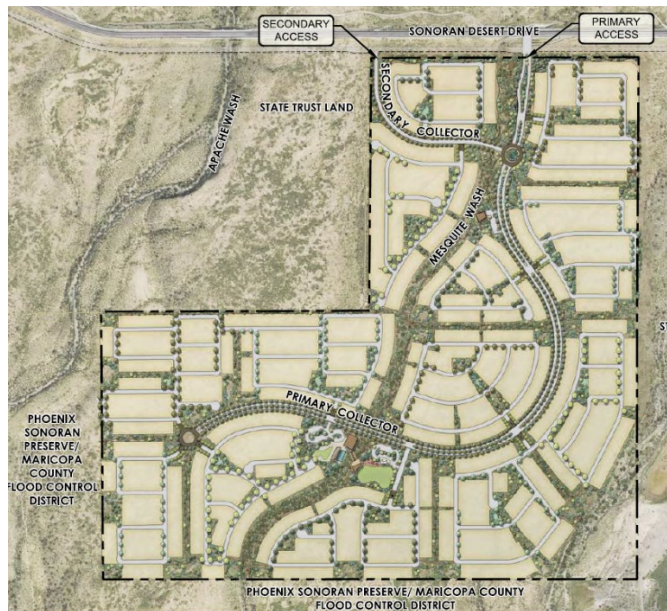 SECONDARY
ACCESS
SONORAN DESERT DRIVE
PRIMARY
ACCESS
SECONDARY COLLECTOR
STATE TRUST LAND
APACHE WASH
MESQUITE WASH
PRIMARY COLLECTOR
PHOENIX
SONORAN
PRESERVE/
MARICOPA
COUNTY
FLOOD CONTROL
DISTRICT
PHOENIX SONORAN PRESERVE/ MARICOPA COUNTY
FLOOD CONTROL DISTRICT